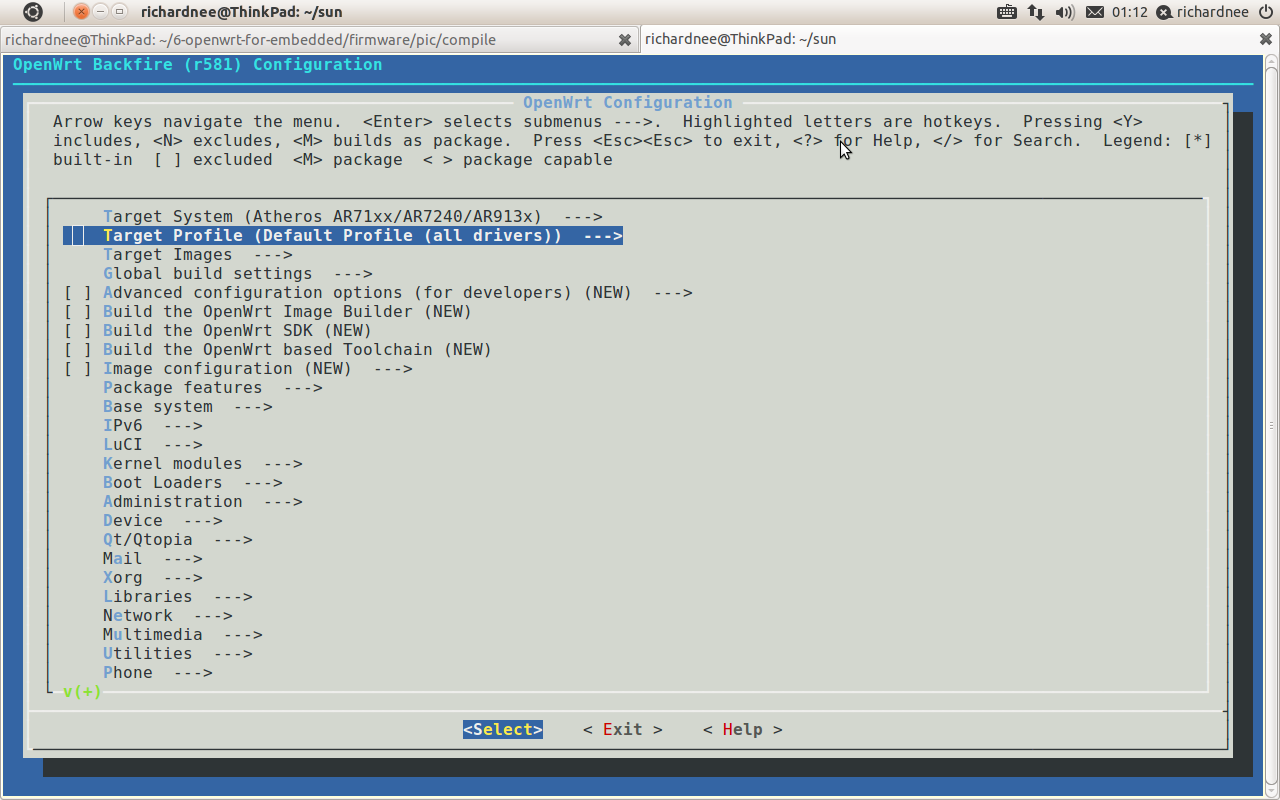 richardnee@ThinkPad: ~/sun
01:12
richardnee
richardnee@ThinkPad: ~/6-openwrt-for-embedded/firmware/pic/compile
richardnee@ThinkPad: ~/sun
OpenWrt Backfire (r581) Configuration
OpenWrt Configuration
Arrow keys navigate the menu.  <Enter> selects submenus --->.  Highlighted letters are hotkeys.  Pressing <Y>
includes, <N> excludes, <M> builds as package.  Press <Esc><Esc> to exit, <?> for Help, </> for Search.  Legend: [*]
built-in  [ ] excluded  <M> package  < > package capable
Target System (Atheros AR71xx/AR7240/AR913x)  --->
Target Profile (Default Profile (all drivers))  --->
Target Images  --->
Global build settings  --->
[ ] Advanced configuration options (for developers) (NEW)  --->
[ ] Build the OpenWrt Image Builder (NEW)
[ ] Build the OpenWrt SDK (NEW)
[ ] Build the OpenWrt based Toolchain (NEW)
[ ] Image configuration (NEW)  --->
Package features  --->
Base system  --->
IPv6  --->
LuCI  --->
Kernel modules  --->
Boot Loaders  --->
Administration  --->
Device  --->
Qt/Qtopia  --->
Mail  --->
Xorg  --->
Libraries  --->
Network  --->
Multimedia  --->
Utilities  --->
Phone  --->
v(+)
<Select>    < Exit >    < Help >